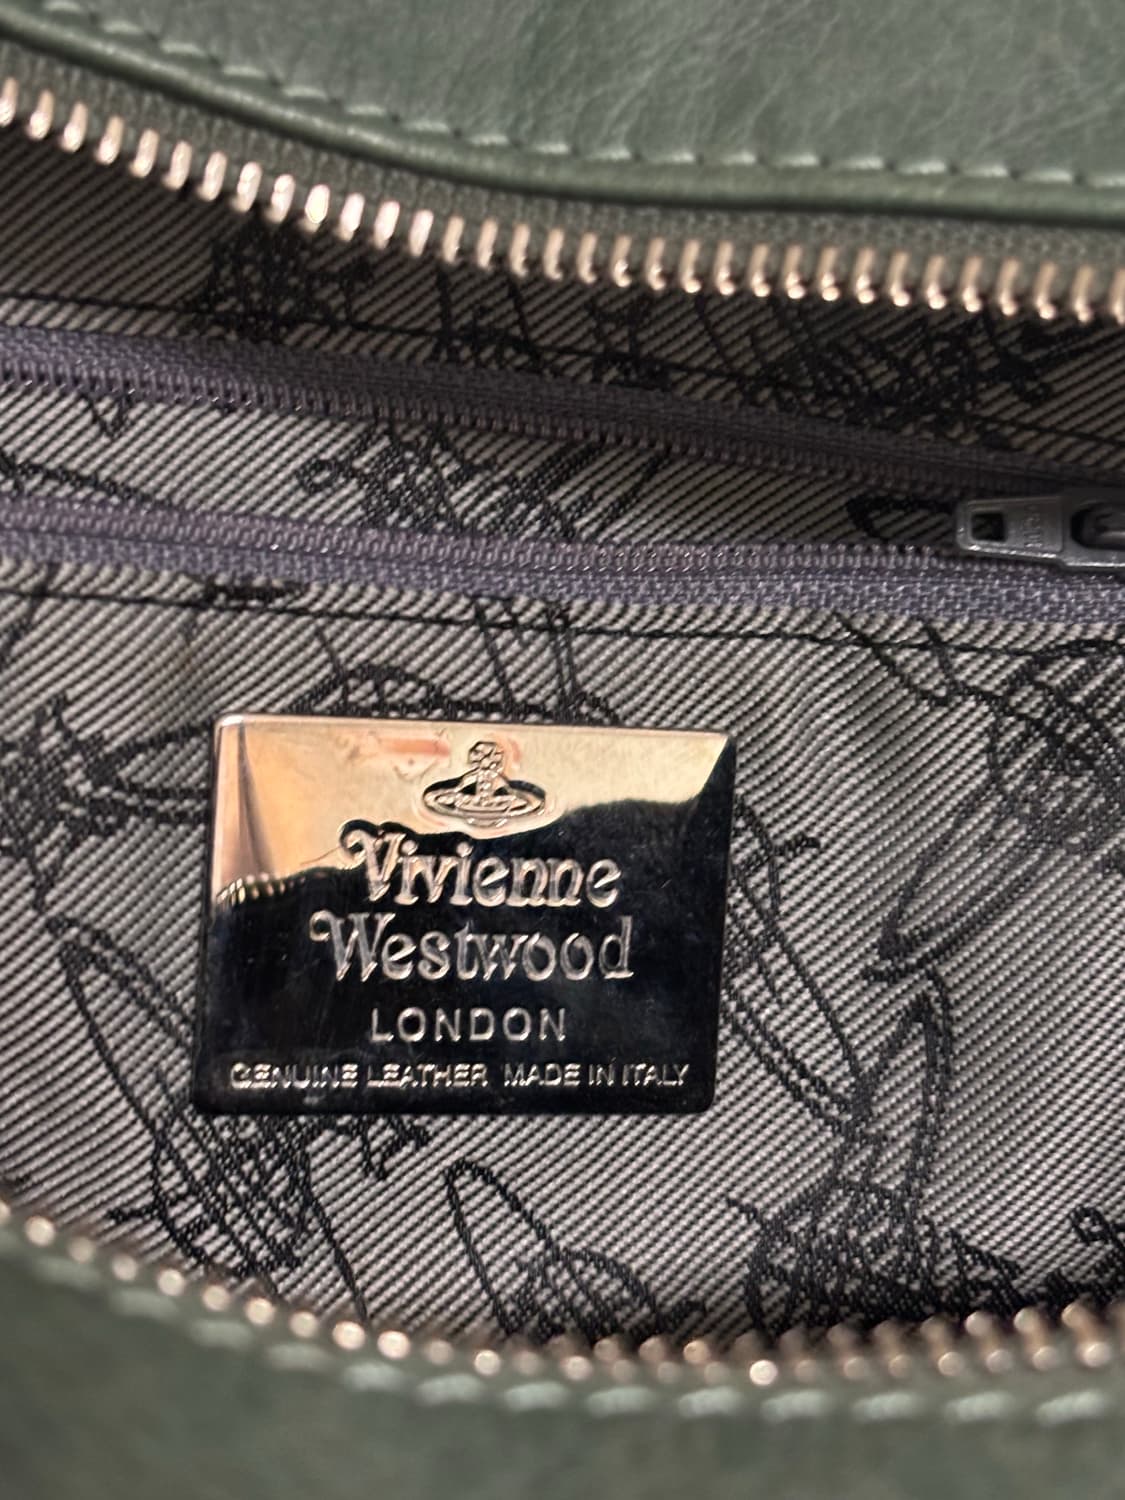 Vivienne
Westwood
LONDON
GENUINE LEATHER MADE IN ITALY